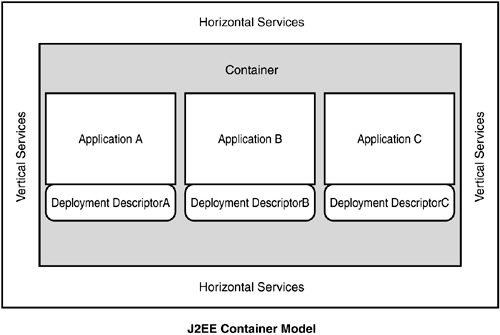 Horizontal Services
Container
Vertical Services
Application A
Application B
Application C
Vertical Services
Deployment DescriptorA
Deployment DescriptorB
Deployment DescriptorC
Horizontal Services
J2EE Container Model